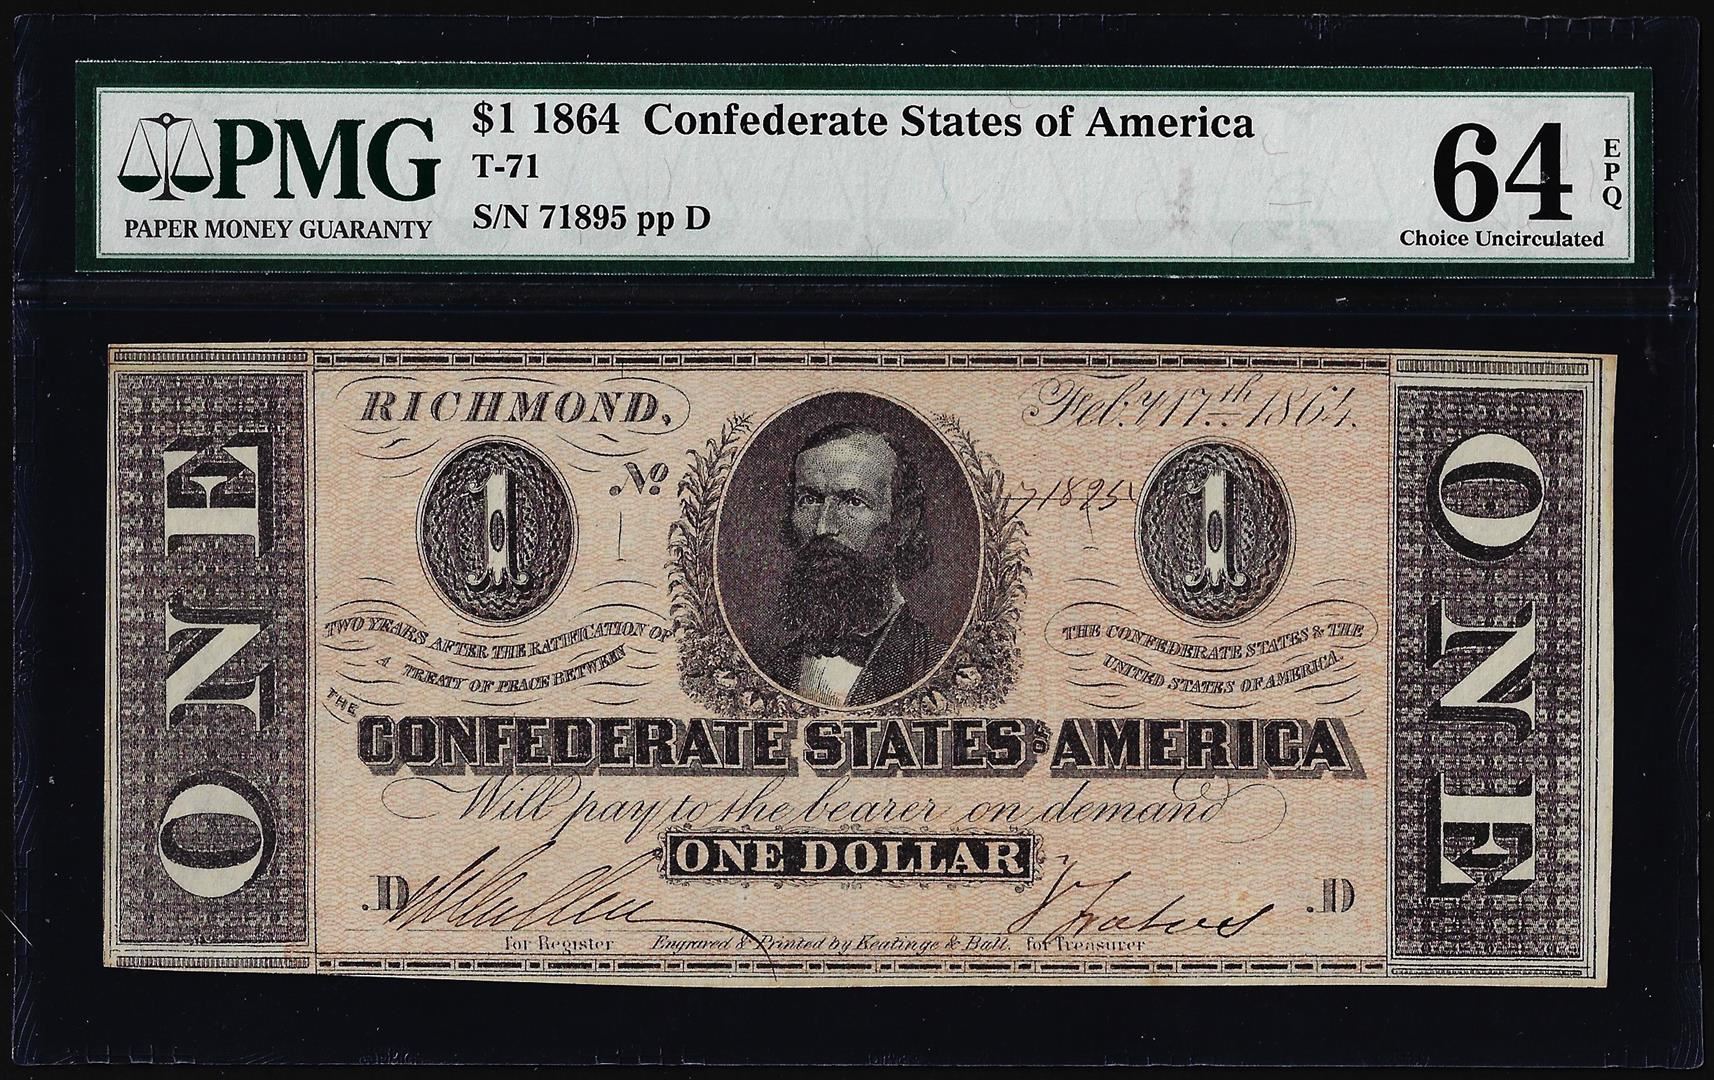 PMG
PAPER MONEY GUARANTY
$1 1864 Confederate States of America
T-71
S/N 71895 pp D
64
EPQ
Choice Uncirculated
ONE
RICHMOND,
Feb.y 17th 1864.
1
No
71895
1
TWO YEARS AFTER THE RATIFICATION OF
A TREATY OF PEACE BETWEEN
THE CONFEDERATE STATES & THE
UNITED STATES OF AMERICA.
THE
CONFEDERATE STATES OF AMERICA
Will pay to the bearer on demand
ONE DOLLAR
.D
.D
for Register
Engraved & Printed by Keatinge & Ball.
for Treasurer
ONE